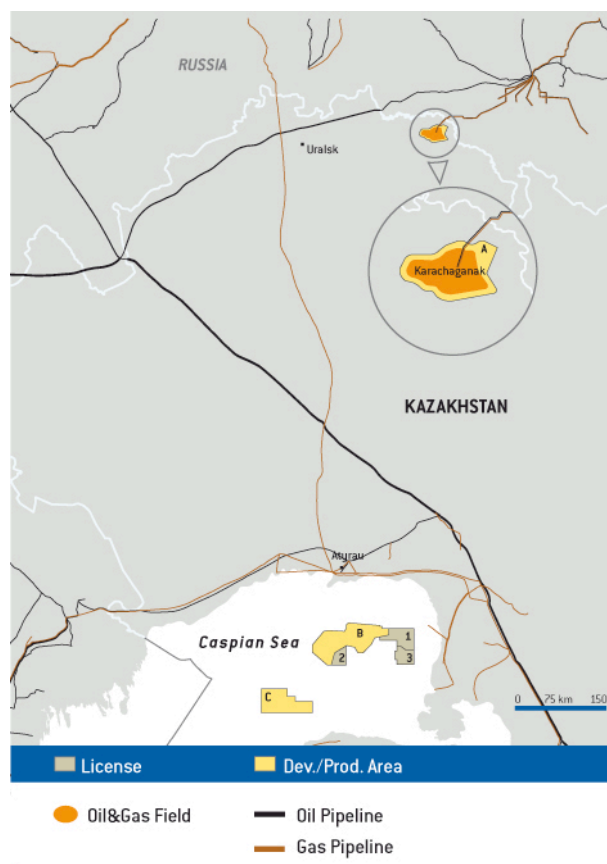 RUSSIA
Uralsk
A
Karachaganak
KAZAKHSTAN
Atyrau
Caspian Sea
B
1
2
3
C
0 75 km 150
License
Dev./Prod. Area
Oil&Gas Field
Oil Pipeline
Gas Pipeline